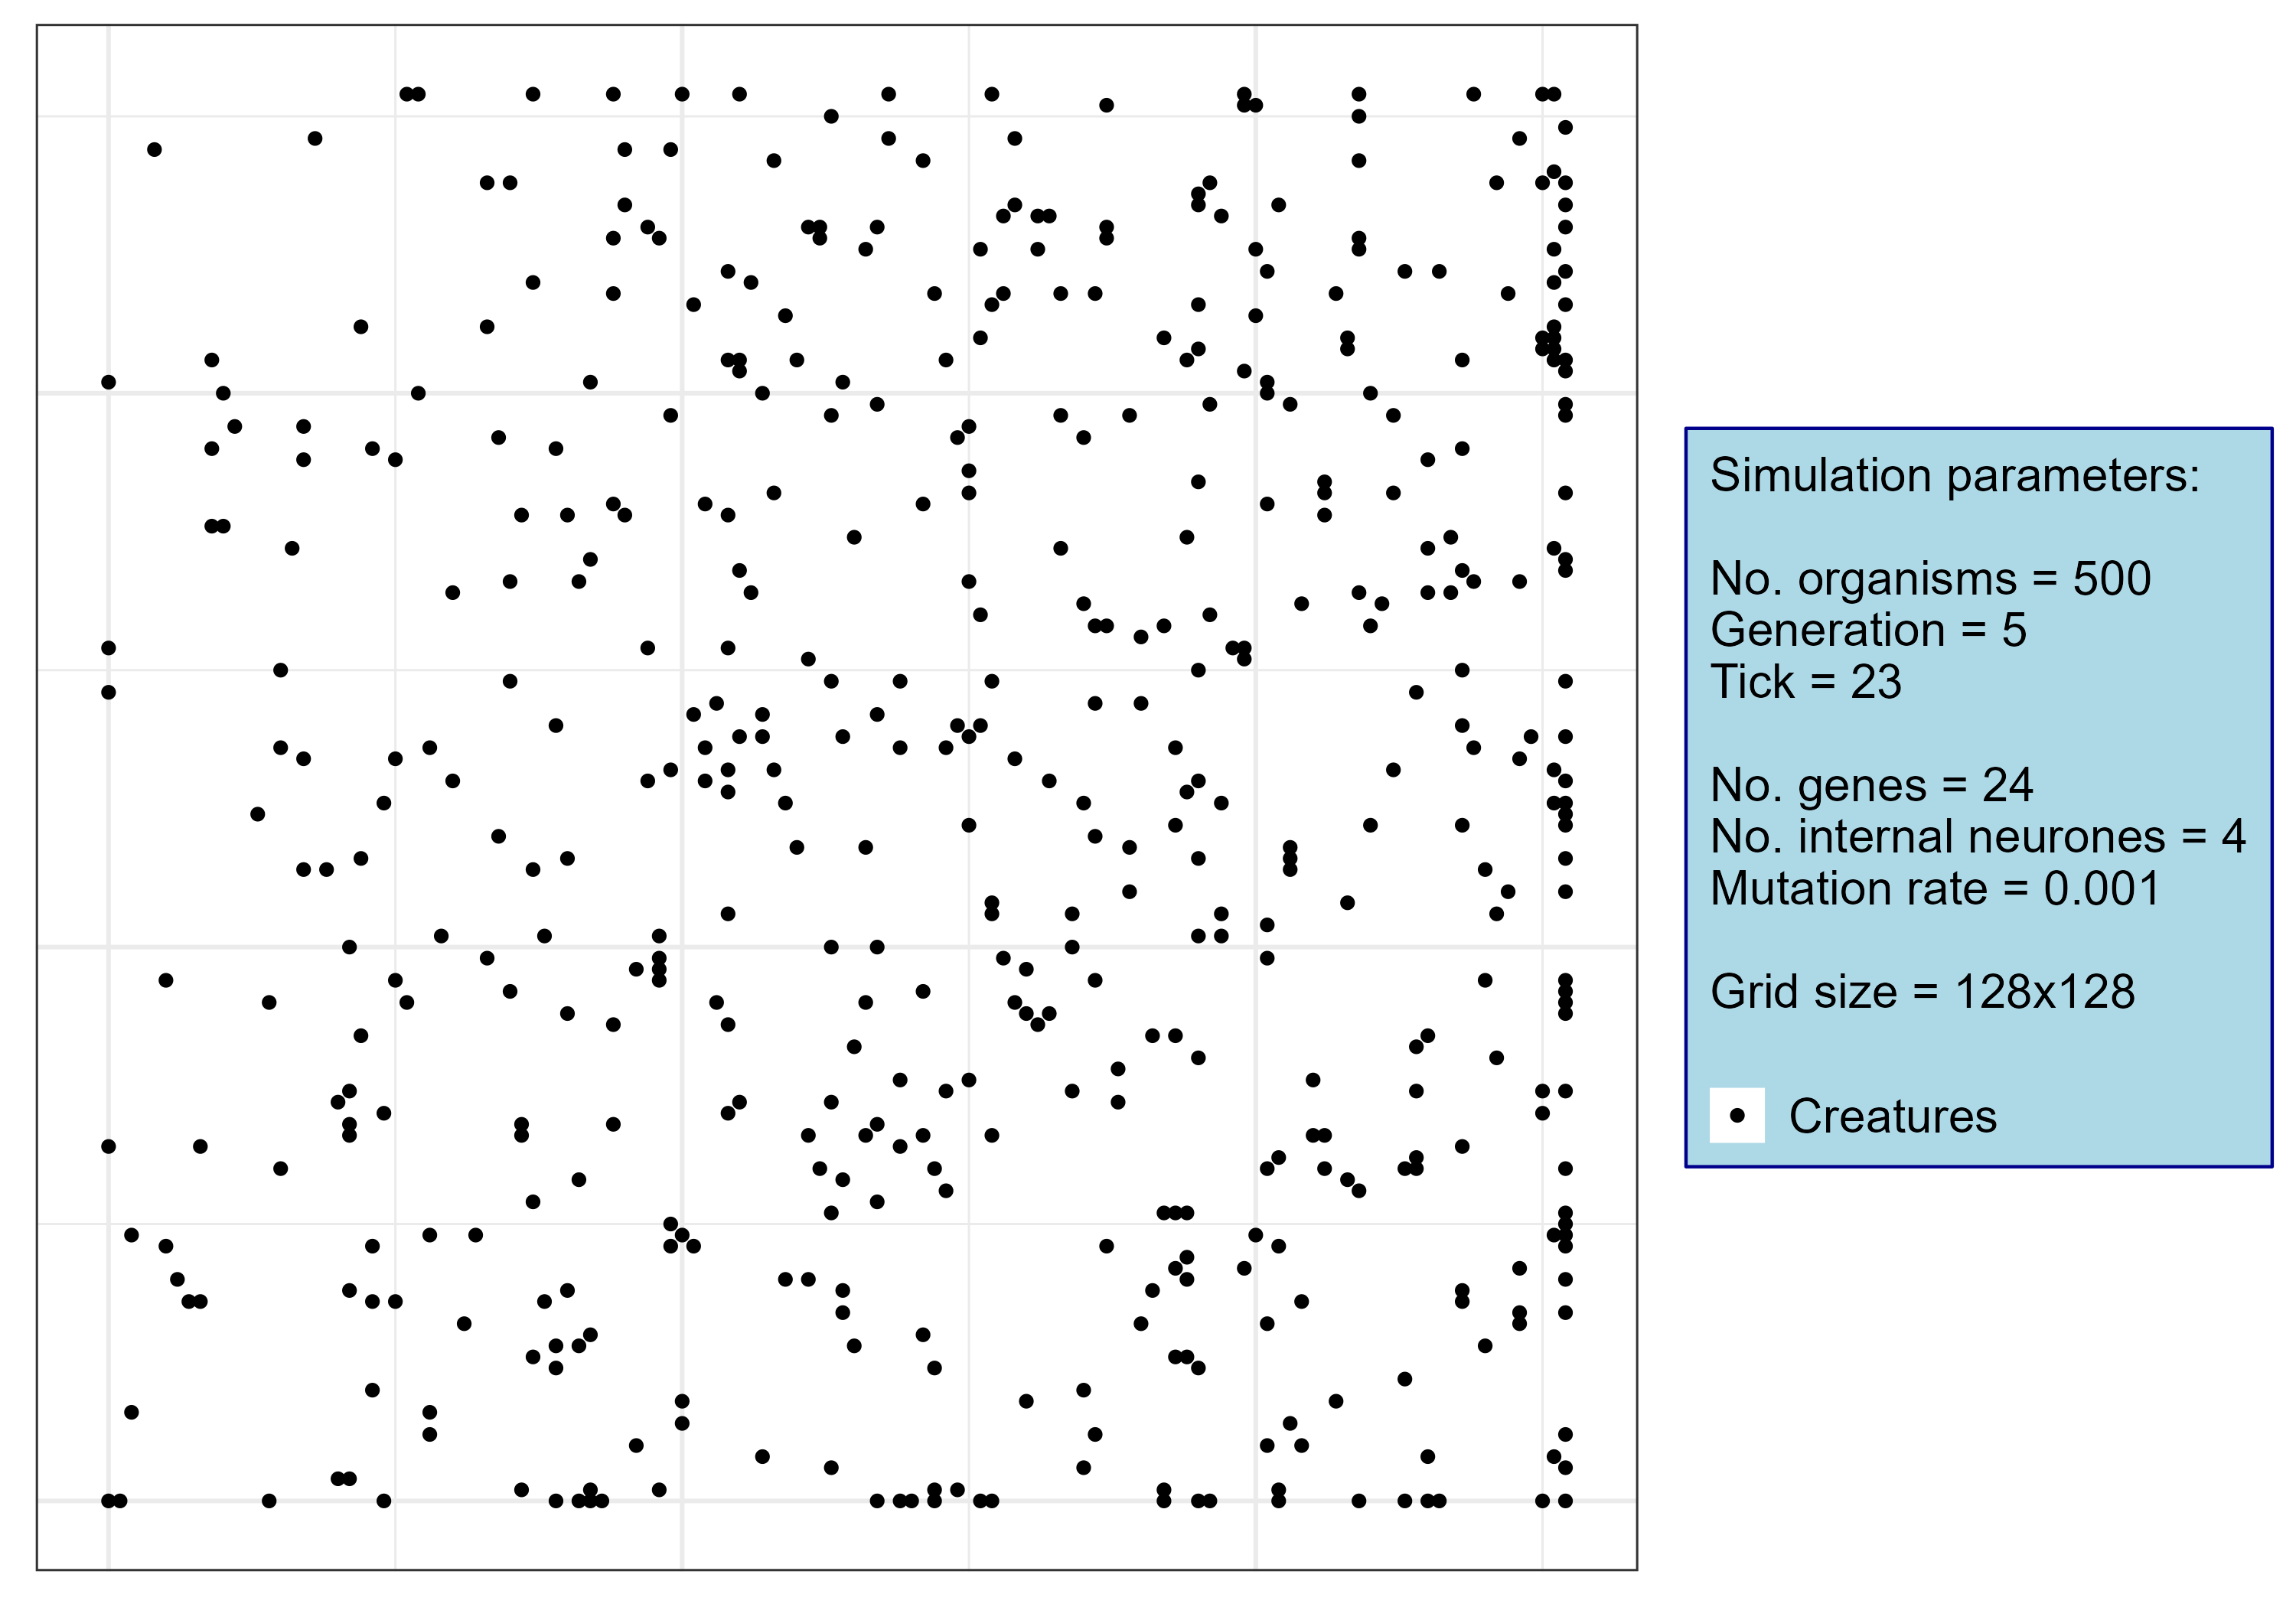 Simulation parameters:
No. organisms = 500
Generation = 5
Tick = 23
No. genes = 24
No. internal neurones = 4
Mutation rate = 0.001
Grid size = 128x128
Creatures